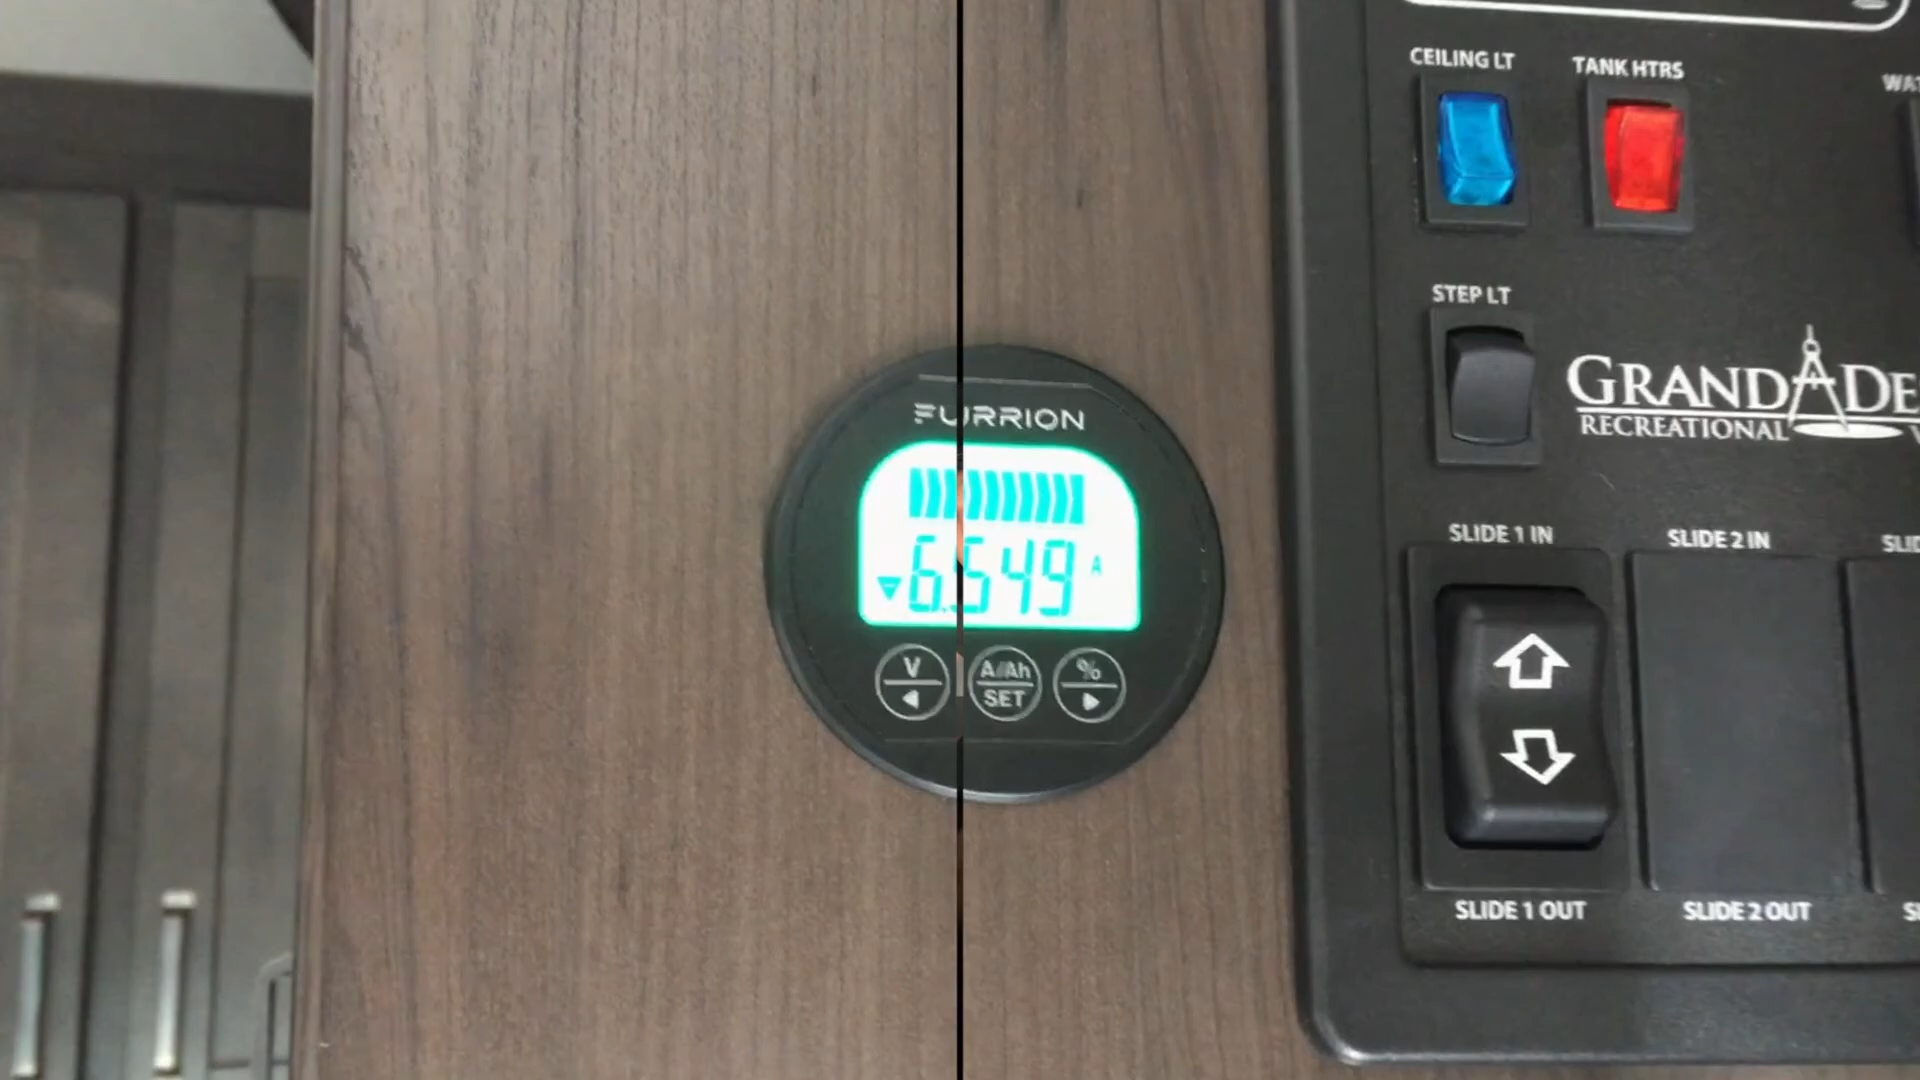 CEILING LT
TANK HTRS
STEP LT
GRAND DE
RECREATIONAL
FURRION
6.549 A
V
A/Ah
SET
%
SLIDE 1 IN
SLIDE 2 IN
SLIDE 1 OUT
SLIDE 2 OUT